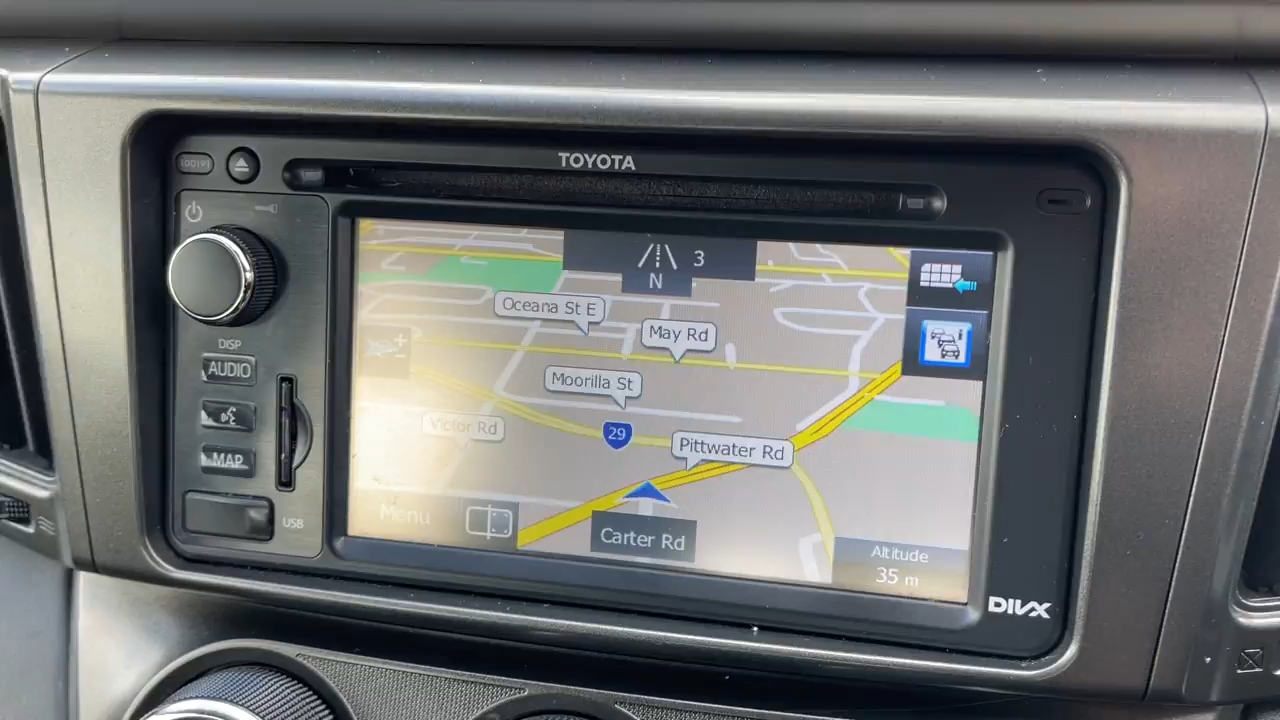 100191
TOYOTA
3
N
Oceana St E
May Rd
DISP
AUDIO
Moorilla St
Victor Rd
29
Pittwater Rd
MAP
Menu
USB
Carter Rd
Altitude
35 m
DIVX